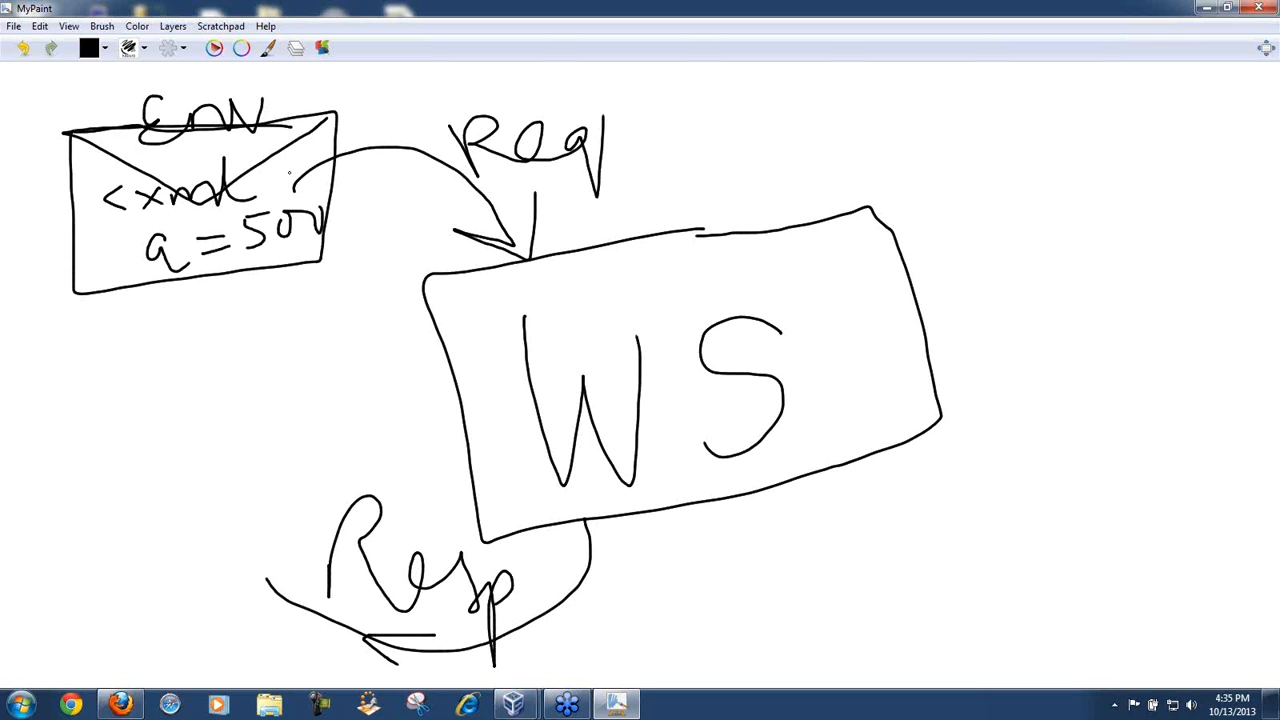 MyPaint
File Edit View Brush Color Layers Scratchpad Help
Env
<xml
a = 500
Req
WS
Resp
4:35 PM
10/13/2013